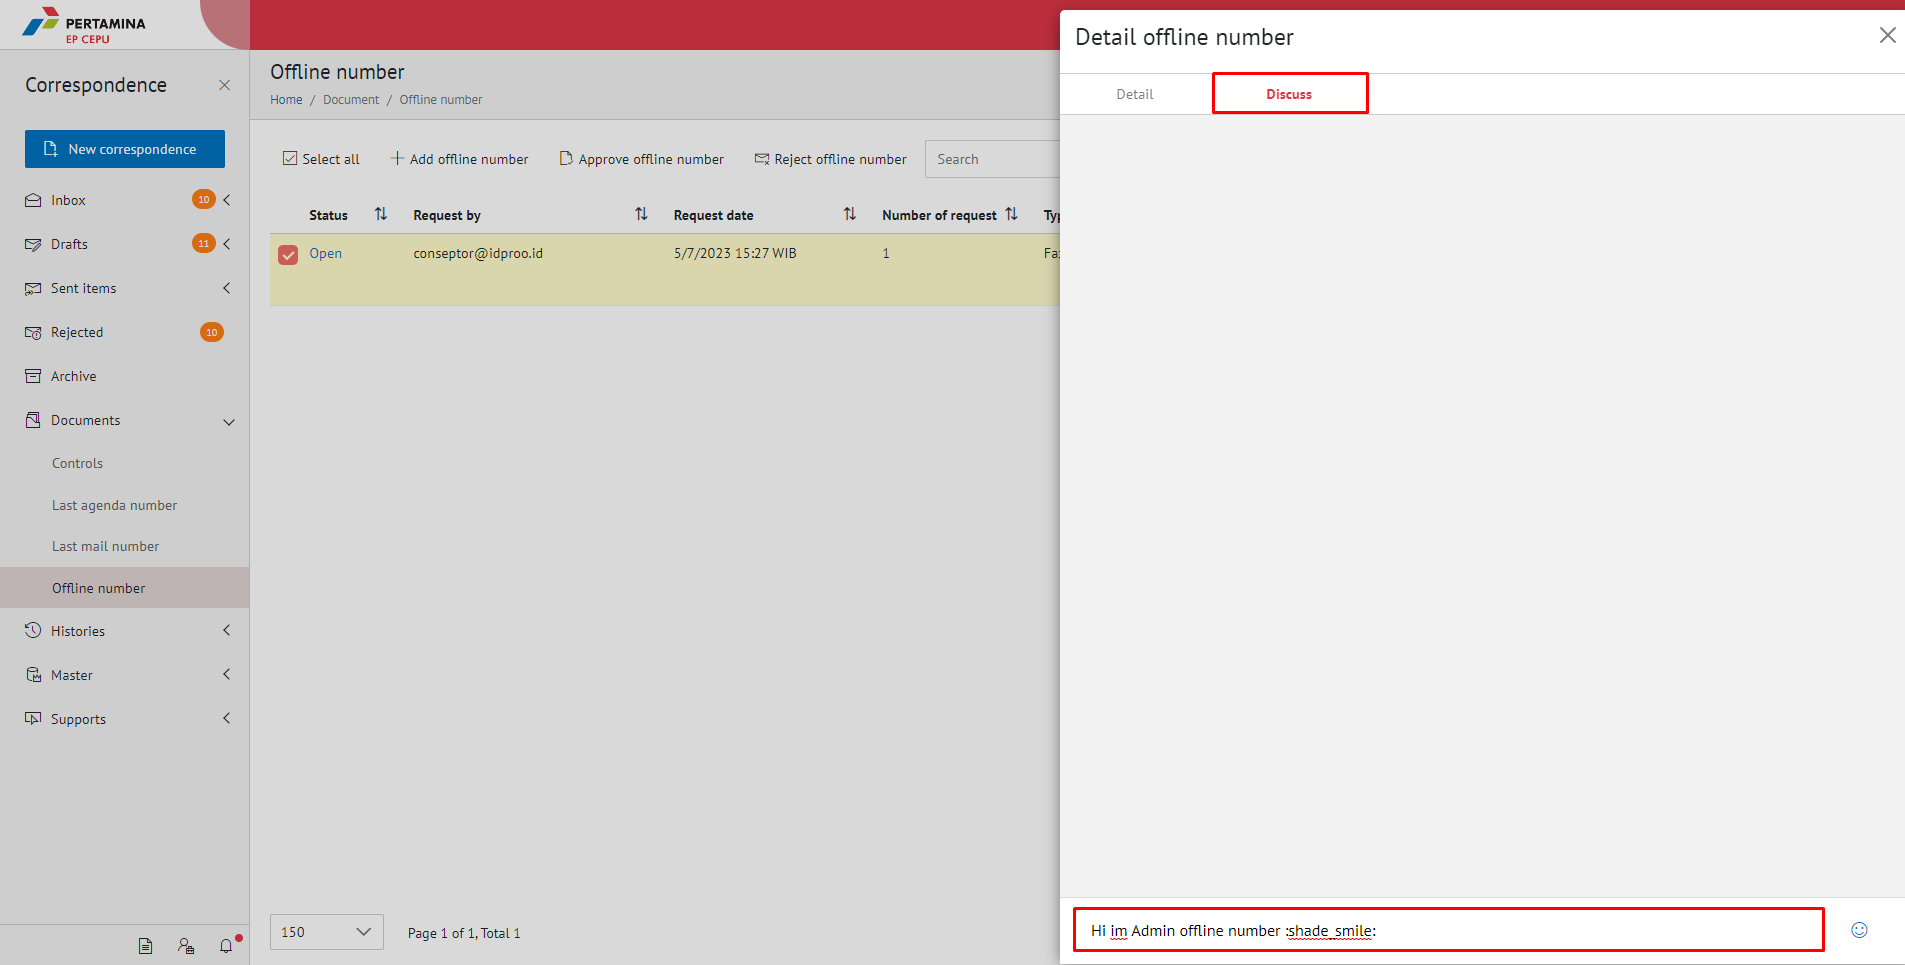 PERTAMINA
EP CEPU
Correspondence
New correspondence
Inbox 10
Drafts 11
Sent items
Rejected 10
Archive
Documents
Controls
Last agenda number
Last mail number
Offline number
Histories
Master
Supports
Offline number
Home / Document / Offline number
Select all Add offline number Approve offline number Reject offline number Search
Status Request by Request date Number of request Typ
Open conseptor@idproo.id 5/7/2023 15:27 WIB 1 Fa
150 Page 1 of 1, Total 1
Detail offline number
Detail Discuss
Hi im Admin offline number :shade_smile: